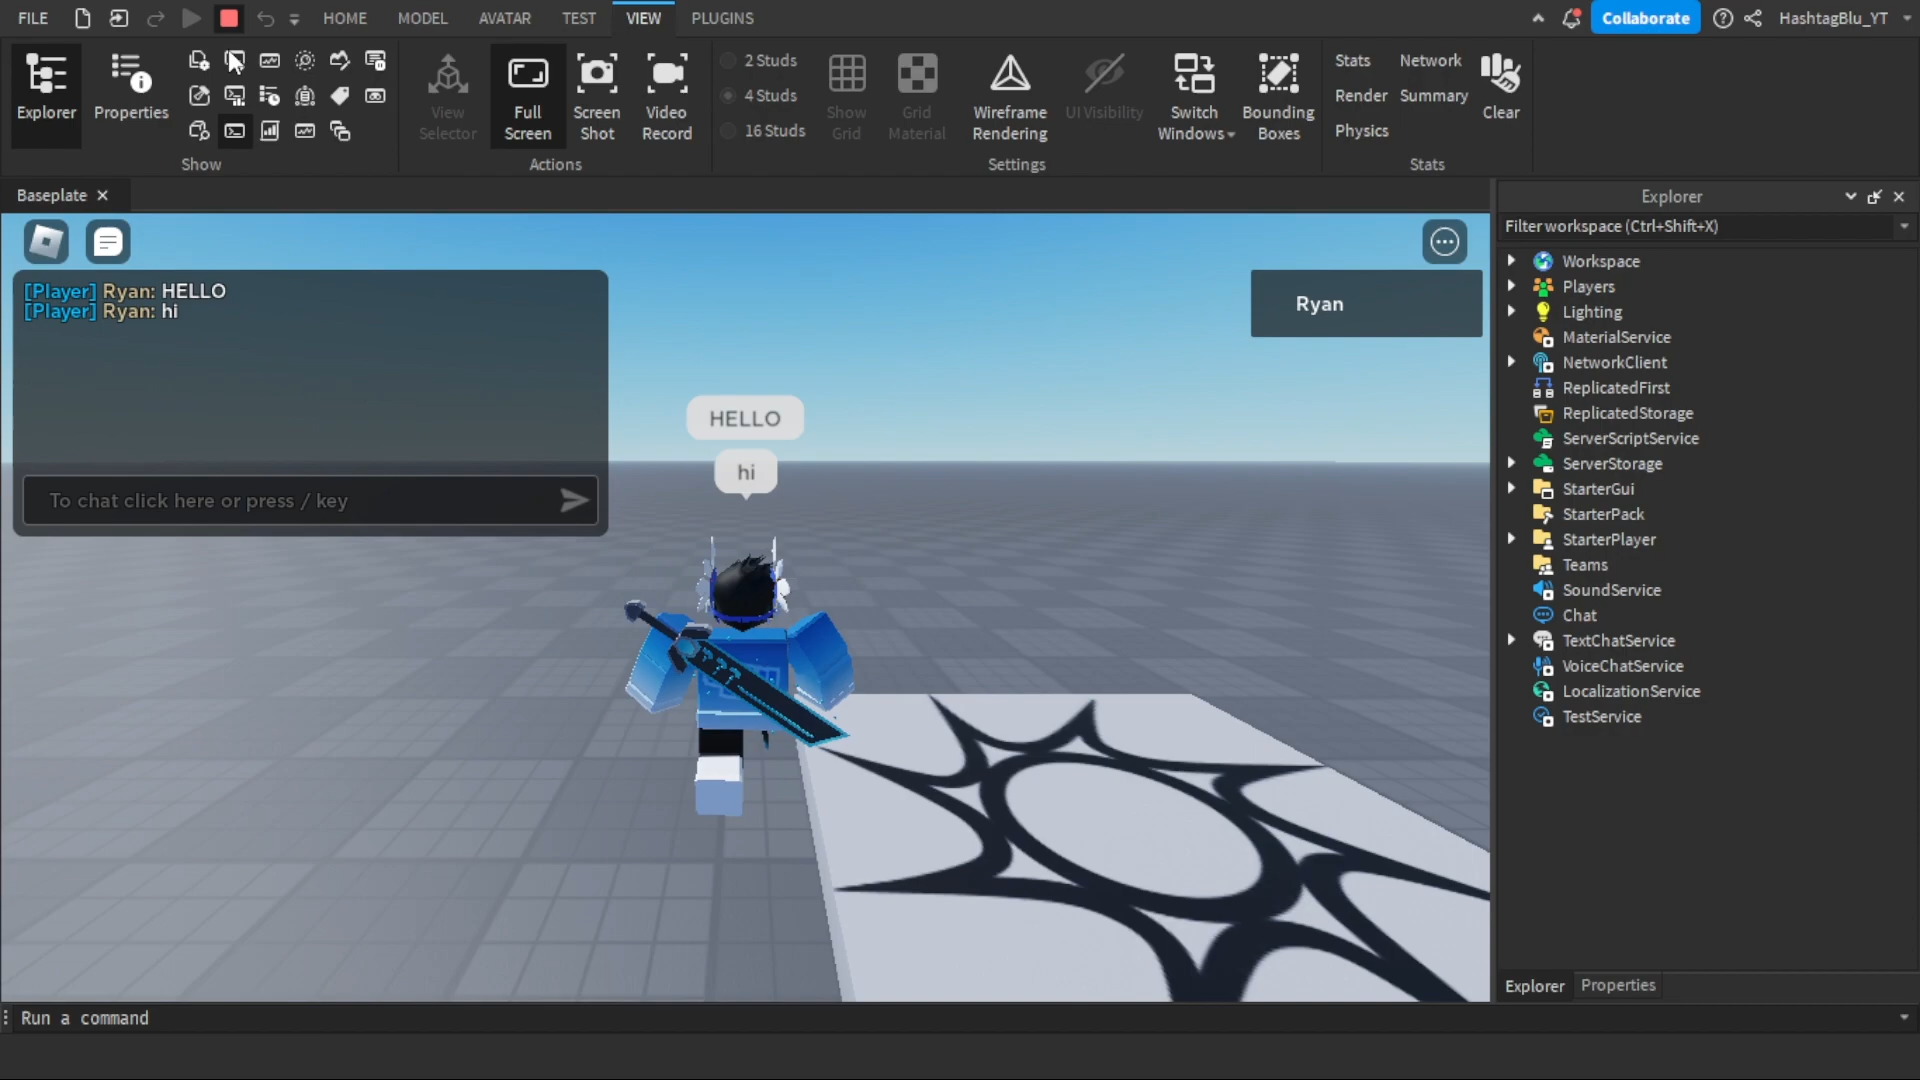 FILE HOME MODEL AVATAR TEST VIEW PLUGINS Collaborate HashtagBlu_YT
Explorer
Properties
Show
View
Selector
Full
Screen
Screen
Shot
Video
Record
Actions
2 Studs
4 Studs
16 Studs
Show
Grid
Grid
Material
Wireframe
Rendering
UI Visibility
Switch
Windows
Bounding
Boxes
Settings
Stats
Network
Render
Summary
Physics
Clear
Stats
Baseplate
[Player] Ryan: HELLO
[Player] Ryan: hi
To chat click here or press / key
Ryan
HELLO
hi
???
Explorer
Filter workspace (Ctrl+Shift+X)
Workspace
Players
Lighting
MaterialService
NetworkClient
ReplicatedFirst
ReplicatedStorage
ServerScriptService
ServerStorage
StarterGui
StarterPack
StarterPlayer
Teams
SoundService
Chat
TextChatService
VoiceChatService
LocalizationService
TestService
Explorer Properties
Run a command